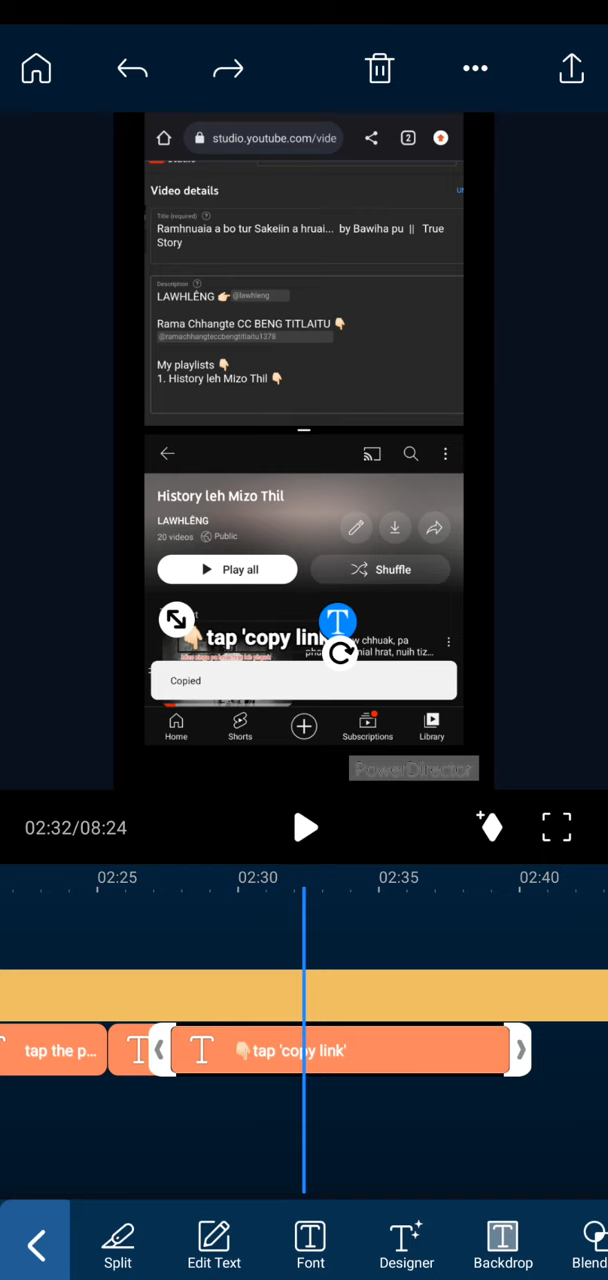 studio.youtube.com/vide
2
Video details
UN
Title (required)
Ramhnuaia a bo tur Sakeiin a hruai... by Bawiha pu || True
Story
Description
LAWHLÊNG 👉🏻 @lawhleng
Rama Chhangte CC BENG TITLAITU 👇🏻
@ramachhangteccbengtitlaitu1378
My playlists 👇🏻
1. History leh Mizo Thil 👇🏻
History leh Mizo Thil
LAWHLÊNG
20 videos Public
Play all
Shuffle
👇🏻 tap 'copy link
w chhuak, pa
nial hrat, nuih tiz...
Copied
Home
Shorts
Subscriptions
Library
PowerDirector
02:32/08:24
02:25
02:30
02:35
02:40
tap the p...
👇🏻tap 'copy link'
Split
Edit Text
Font
Designer
Backdrop
Blend